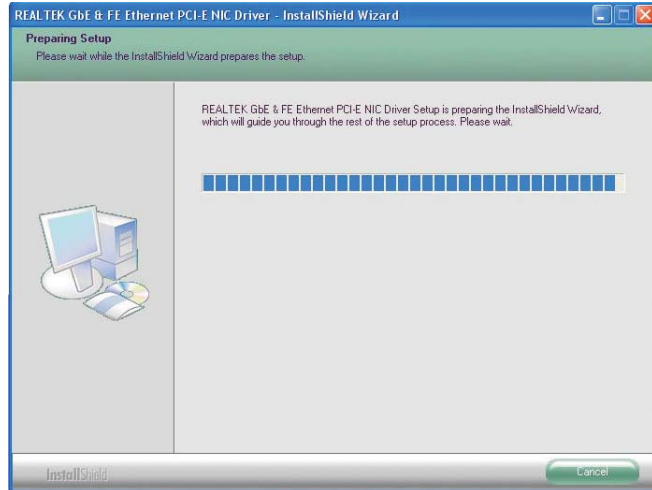 REALTEK GbE & FE Ethernet PCI-E NIC Driver - InstallShield Wizard
Preparing Setup
Please wait while the InstallShield Wizard prepares the setup.
REALTEK GbE & FE Ethernet PCI-E NIC Driver Setup is preparing the InstallShield Wizard,
which will guide you through the rest of the setup process. Please wait.
InstallShield
Cancel